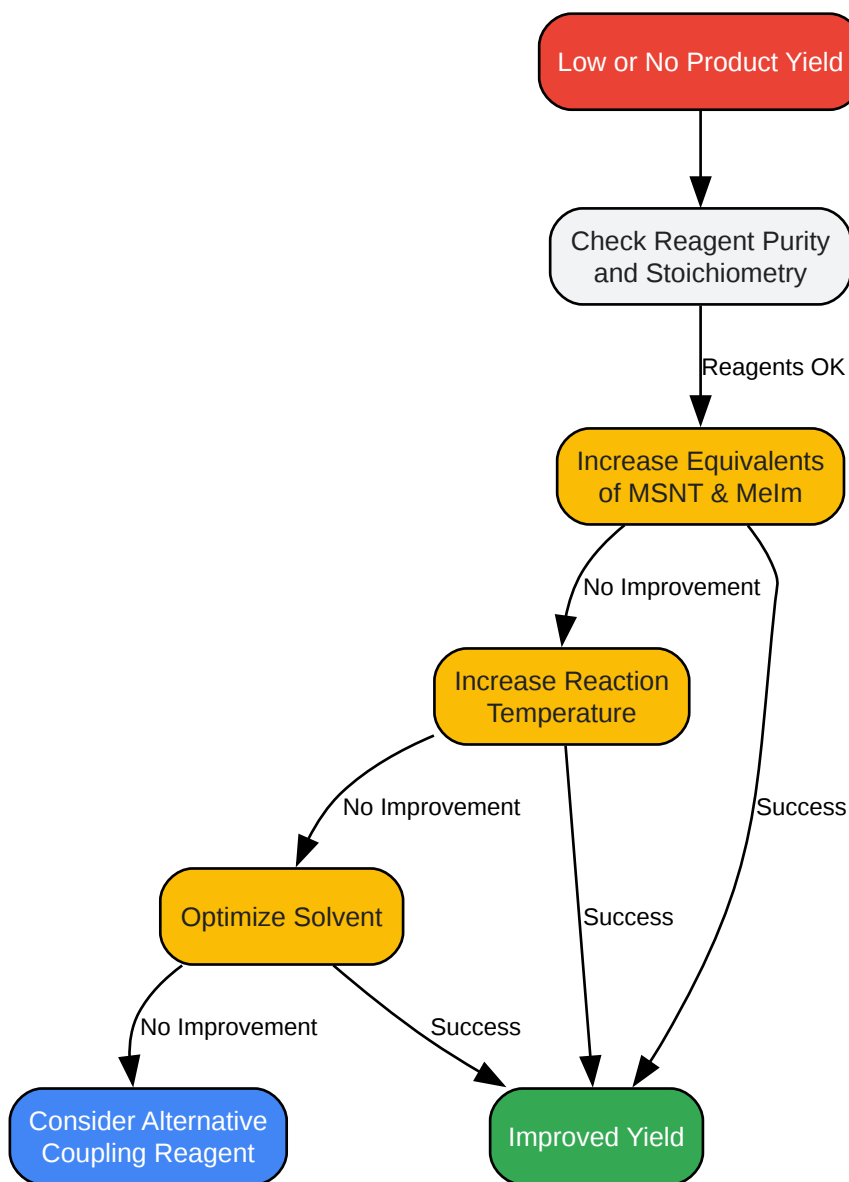 Low or No Product Yield
Check Reagent Purity
and Stoichiometry
Reagents OK
Increase Equivalents
of MSNT & MeIm
No Improvement
Increase Reaction
Temperature
No Improvement
Success
Optimize Solvent
Success
No Improvement
Success
Consider Alternative
Coupling Reagent
Improved Yield